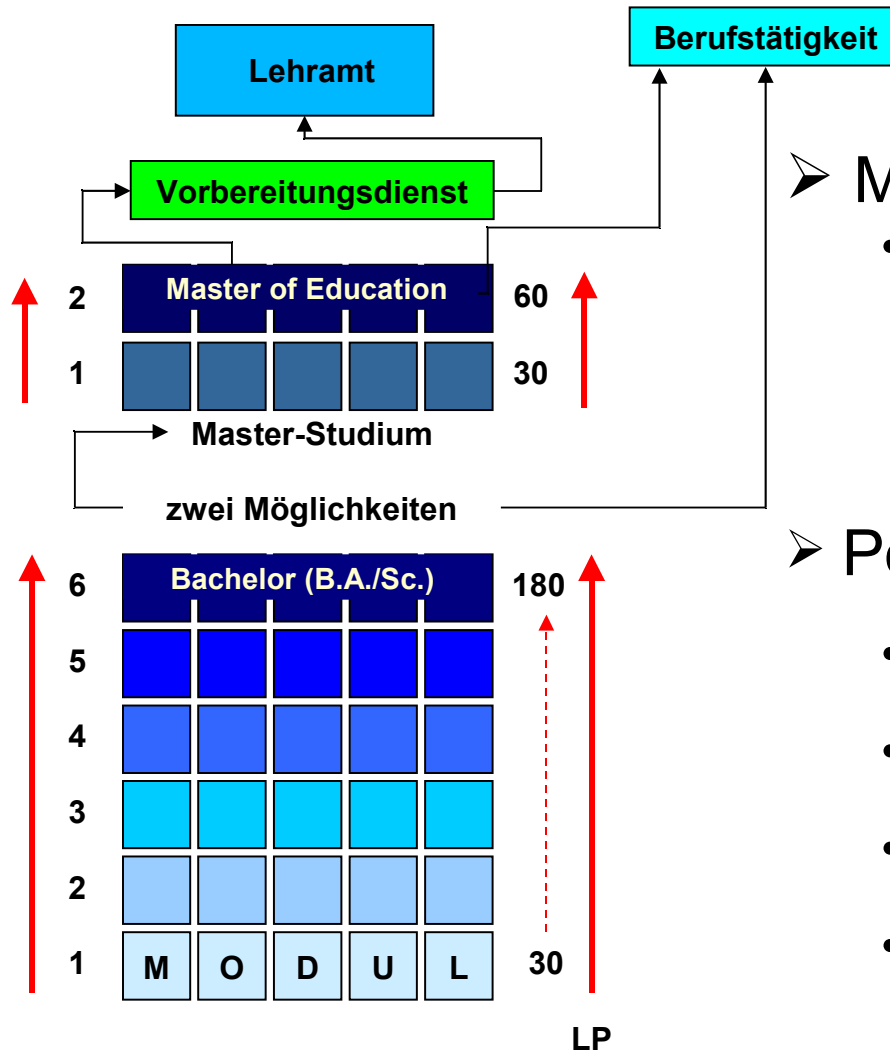 Berufstätigkeit
Lehramt
Vorbereitungsdienst
2 Master of Education 60
1 30
Master-Studium
zwei Möglichkeiten
6 Bachelor (B.A./Sc.) 180
5
4
3
2
1 M O D U L 30
LP